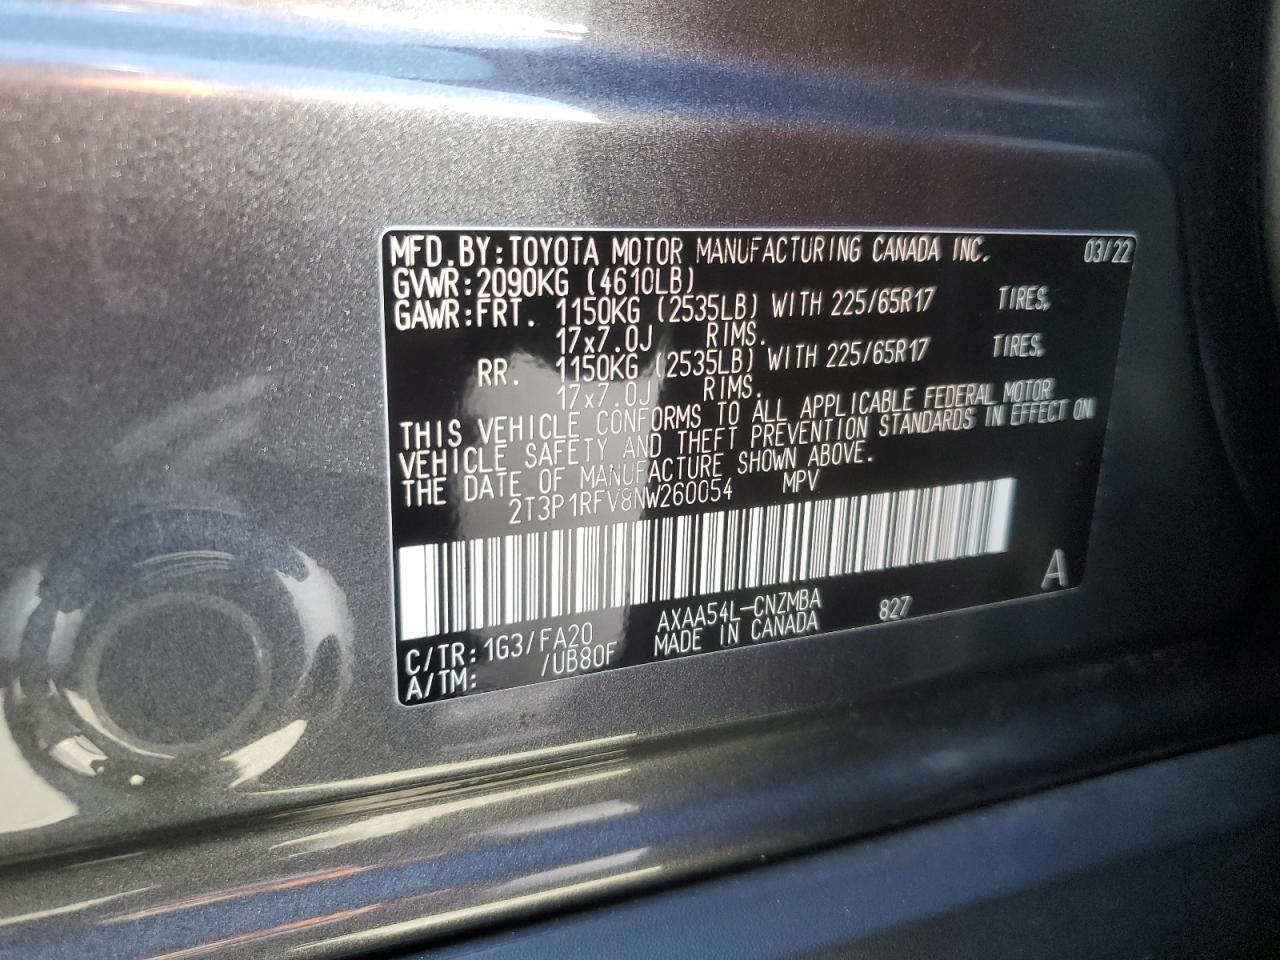 MFD.BY:TOYOTA MOTOR MANUFACTURING CANADA INC. 03/22
GVWR:2090KG (4610LB)
GAWR:FRT. 1150KG (2535LB) WITH 225/65R17 TIRES,
17x7.0J RIMS.
RR. 1150KG (2535LB) WITH 225/65R17 TIRES,
17x7.0J RIMS.
THIS VEHICLE CONFORMS TO ALL APPLICABLE FEDERAL MOTOR
VEHICLE SAFETY AND THEFT PREVENTION STANDARDS IN EFFECT ON
THE DATE OF MANUFACTURE SHOWN ABOVE.
2T3P1RFV8NW260054 MPV
A
C/TR:1G3/FA20 AXAA54L-CNZMBA 827
A/TM: /UB80F MADE IN CANADA